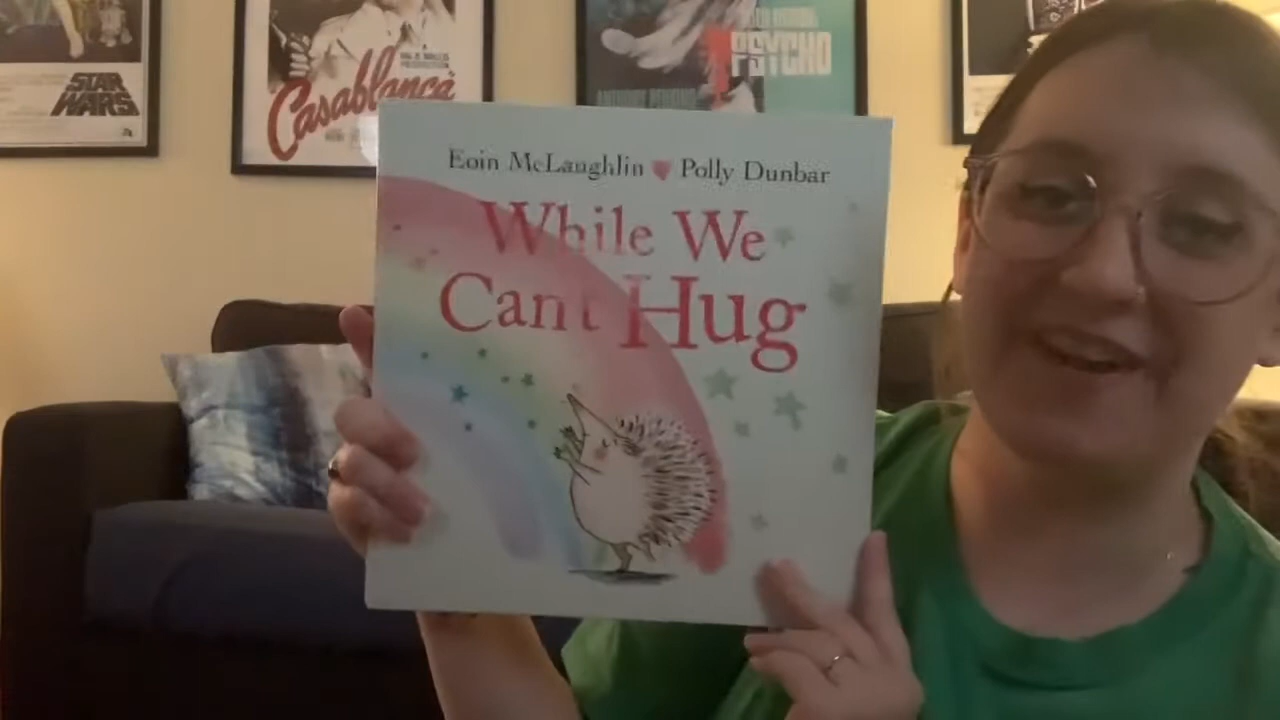 STAR
WARS
Casablanca
PSYCHO
Eoin McLaughlin Polly Dunbar
While We
Can't Hug